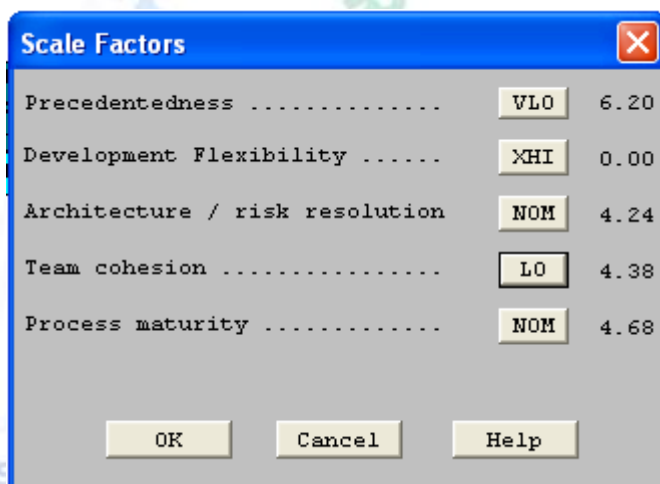 Scale Factors
Precedentedness .............. VLO 6.20
Development Flexibility ...... XHI 0.00
Architecture / risk resolution NOM 4.24
Team cohesion ................ LO 4.38
Process maturity ............. NOM 4.68
OK Cancel Help